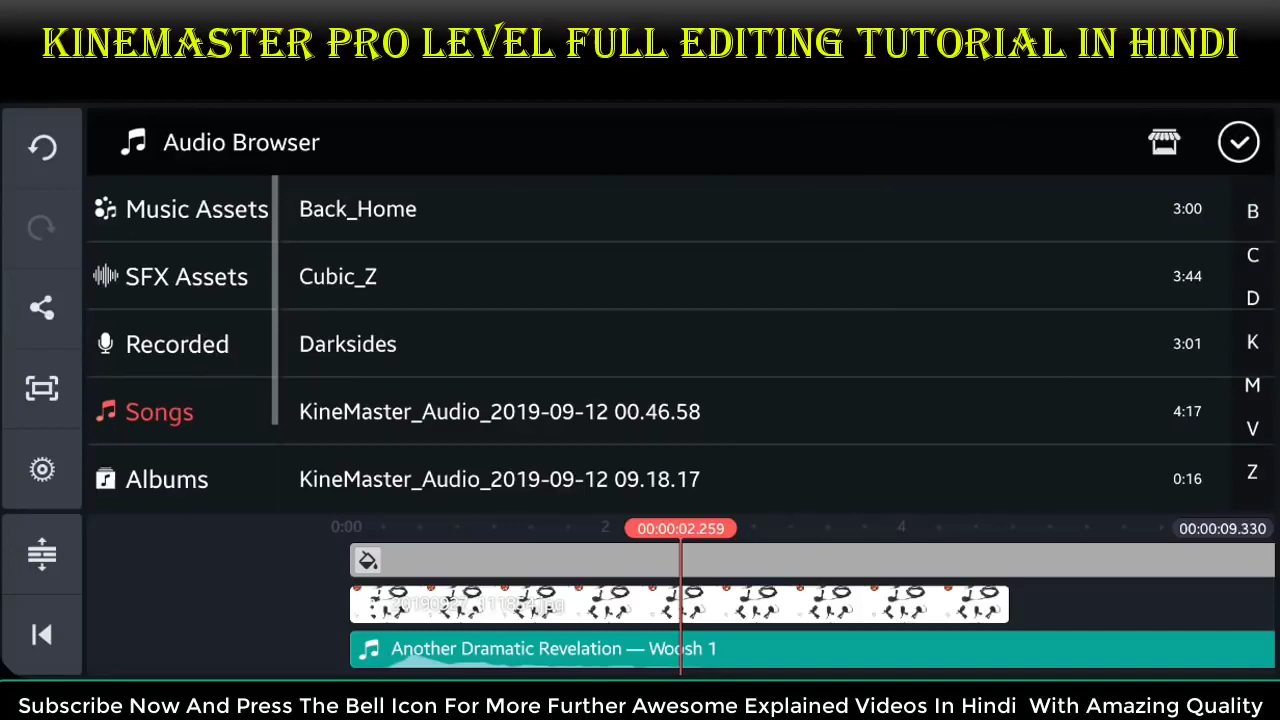 KINEMASTER PRO LEVEL FULL EDITING TUTORIAL IN HINDI
Audio Browser
Music Assets
Back_Home
3:00
B
C
SFX Assets
Cubic_Z
3:44
D
Recorded
Darksides
3:01
K
M
Songs
KineMaster_Audio_2019-09-12 00.46.58
4:17
V
Albums
KineMaster_Audio_2019-09-12 09.18.17
0:16
Z
0:00
2
00:00:02.259
4
00:00:09.330
Another Dramatic Revelation — Woosh 1
Subscribe Now And Press The Bell Icon For More Further Awesome Explained Videos In Hindi With Amazing Quality